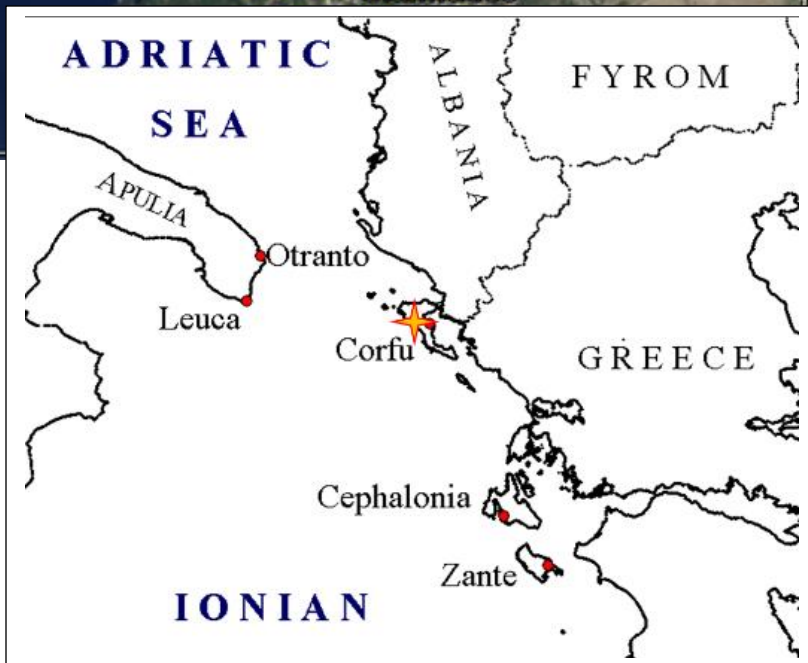 ADRIATIC
SEA
ALBANIA
FYROM
APULIA
Otranto
Leuca
Corfu
GREECE
Cephalonia
Zante
IONIAN